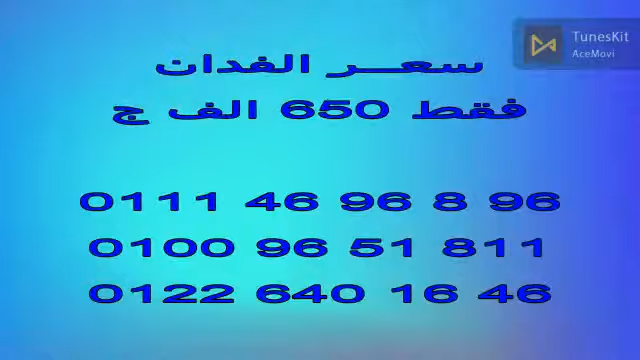 TunesKit
AceMovi
سعـــر الفدان
فقط 650 الف ج
0111 46 96 8 96
0100 96 51 811
0122 640 16 46